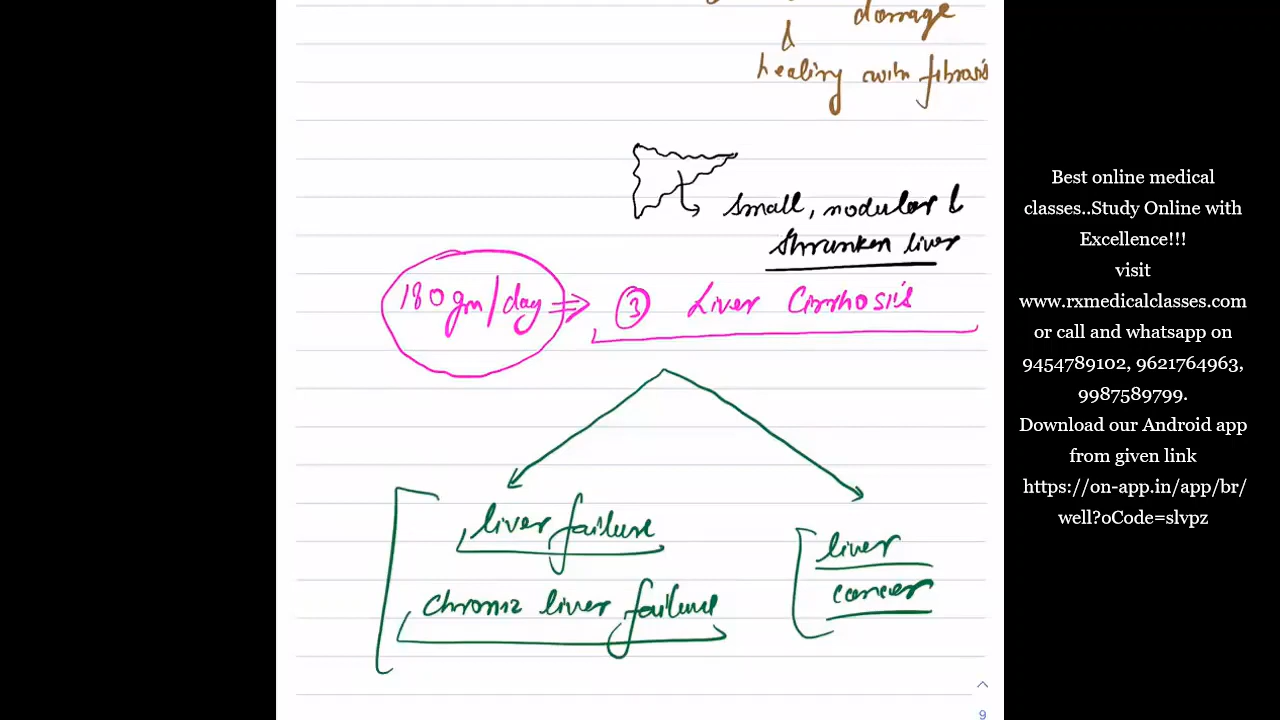 damage
&
healing with fibrosis
small, nodular &
shrunken liver
180 gm/day ⇒ ③ Liver Cirrhosis
liver failure
chronic liver failure
liver
cancer
9
Best online medical
classes..Study Online with
Excellence!!!
visit
www.rxmedicalclasses.com
or call and whatsapp on
9454789102, 9621764963,
9987589799.
Download our Android app
from given link
https://on-app.in/app/br/
well?oCode=slvpz